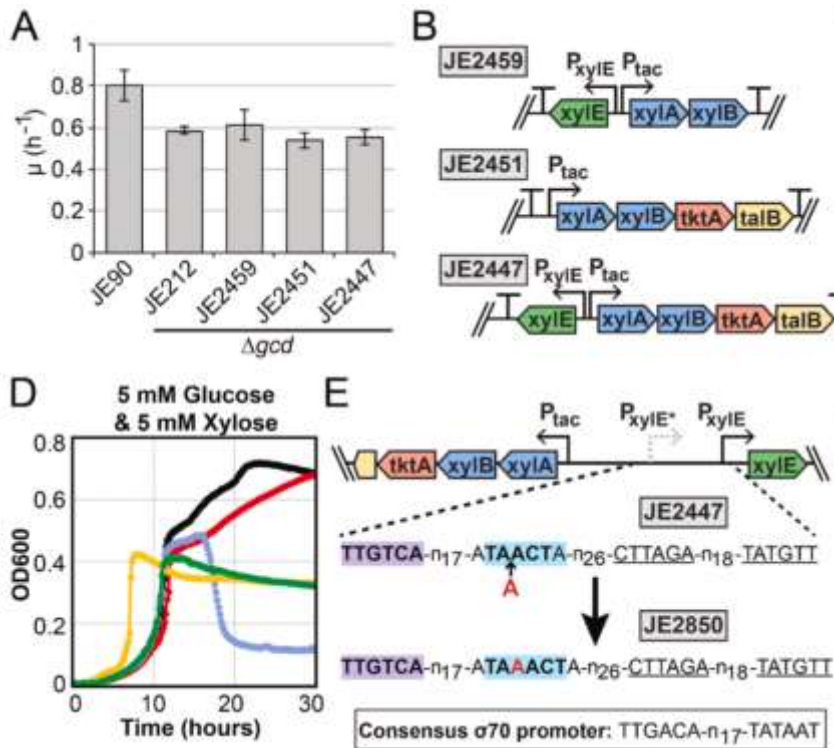 A
μ (h⁻¹)
1
0.8
0.6
0.4
0.2
0
JE90
JE212
JE2459
JE2451
JE2447
Δgcd
B
JE2459
PxylE
Ptac
xylE
xylA
xylB
JE2451
Ptac
xylA
xylB
tktA
talB
JE2447
PxylE
Ptac
xylE
xylA
xylB
tktA
talB
D
5 mM Glucose
& 5 mM Xylose
OD600
0.8
0.6
0.4
0.2
0
0
10
20
30
Time (hours)
E
Ptac
PxylE*
PxylE
tktA
xylB
xylA
xylE
JE2447
TTGTCA-n17-ATAACTA-n26-CTTAGA-n18-TATGTT
A
JE2850
TTGTCA-n17-ATAAACTA-n26-CTTAGA-n18-TATGTT
Consensus σ70 promoter: TTGACA-n17-TATAAT